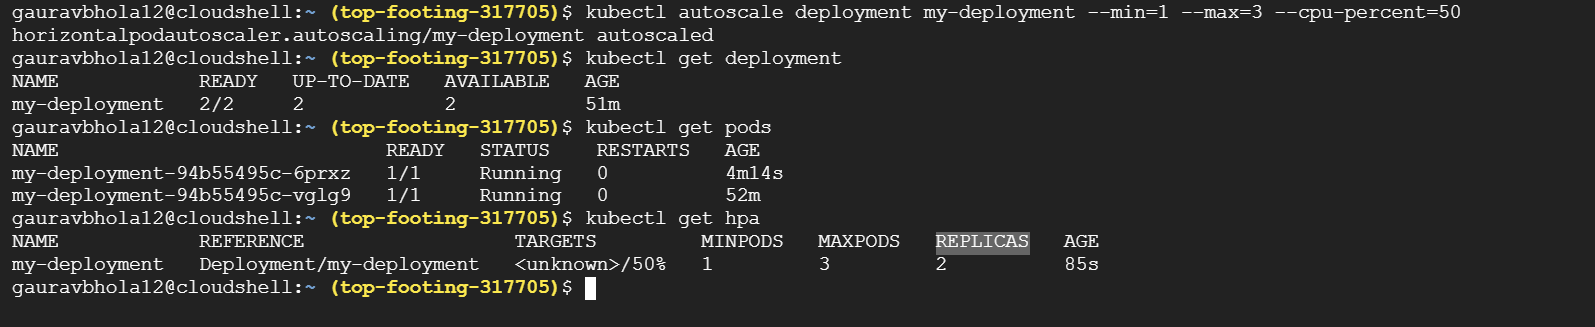 gauravbhola12@cloudshell:~ (top-footing-317705)$ kubectl autoscale deployment my-deployment --min=1 --max=3 --cpu-percent=50
horizontalpodautoscaler.autoscaling/my-deployment autoscaled
gauravbhola12@cloudshell:~ (top-footing-317705)$ kubectl get deployment
NAME            READY   UP-TO-DATE   AVAILABLE   AGE
my-deployment   2/2     2            2           51m
gauravbhola12@cloudshell:~ (top-footing-317705)$ kubectl get pods
NAME                            READY   STATUS    RESTARTS   AGE
my-deployment-94b55495c-6prxz   1/1     Running   0          4m14s
my-deployment-94b55495c-vglg9   1/1     Running   0          52m
gauravbhola12@cloudshell:~ (top-footing-317705)$ kubectl get hpa
NAME            REFERENCE                  TARGETS         MINPODS   MAXPODS   REPLICAS   AGE
my-deployment   Deployment/my-deployment   <unknown>/50%   1         3         2          85s
gauravbhola12@cloudshell:~ (top-footing-317705)$